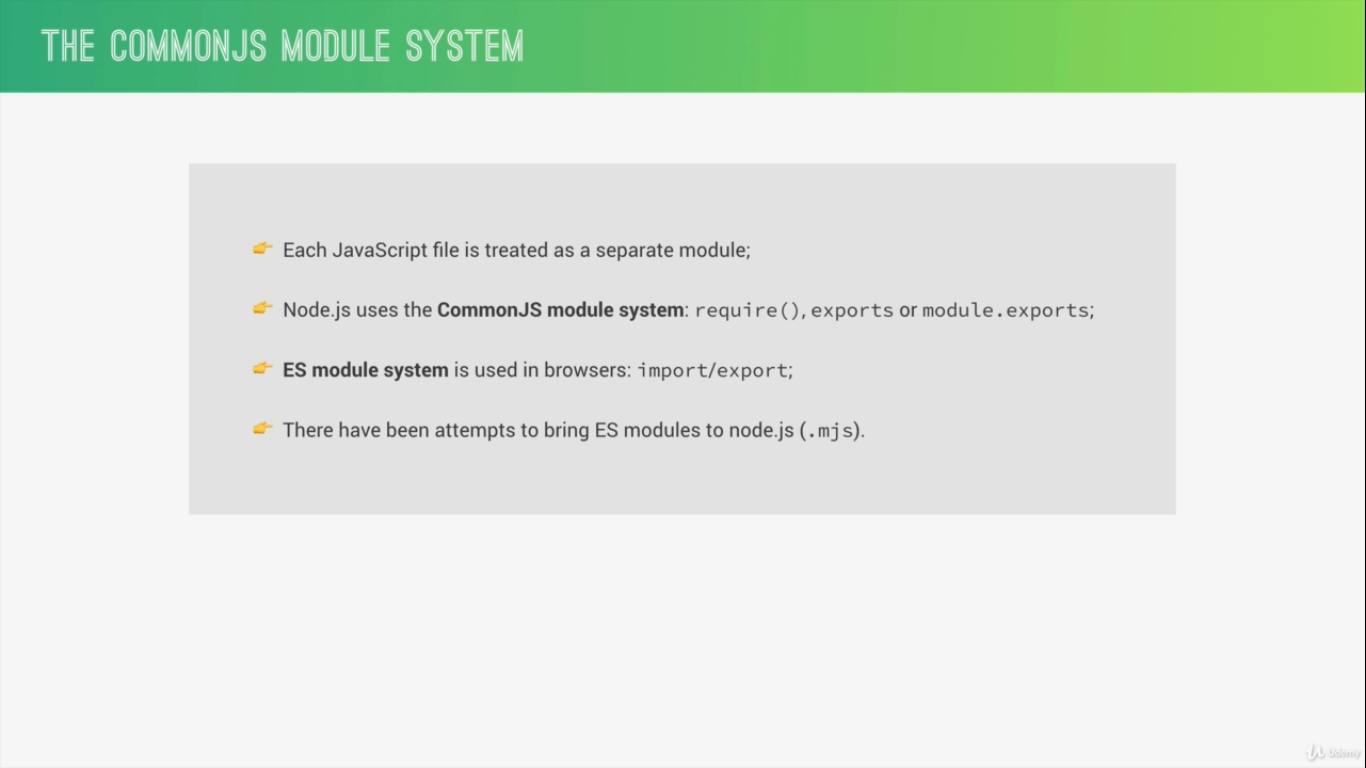 THE COMMONJS MODULE SYSTEM
👉 Each JavaScript file is treated as a separate module;
👉 Node.js uses the CommonJS module system: require(), exports or module.exports;
👉 ES module system is used in browsers: import/export;
👉 There have been attempts to bring ES modules to node.js (.mjs).
Udemy